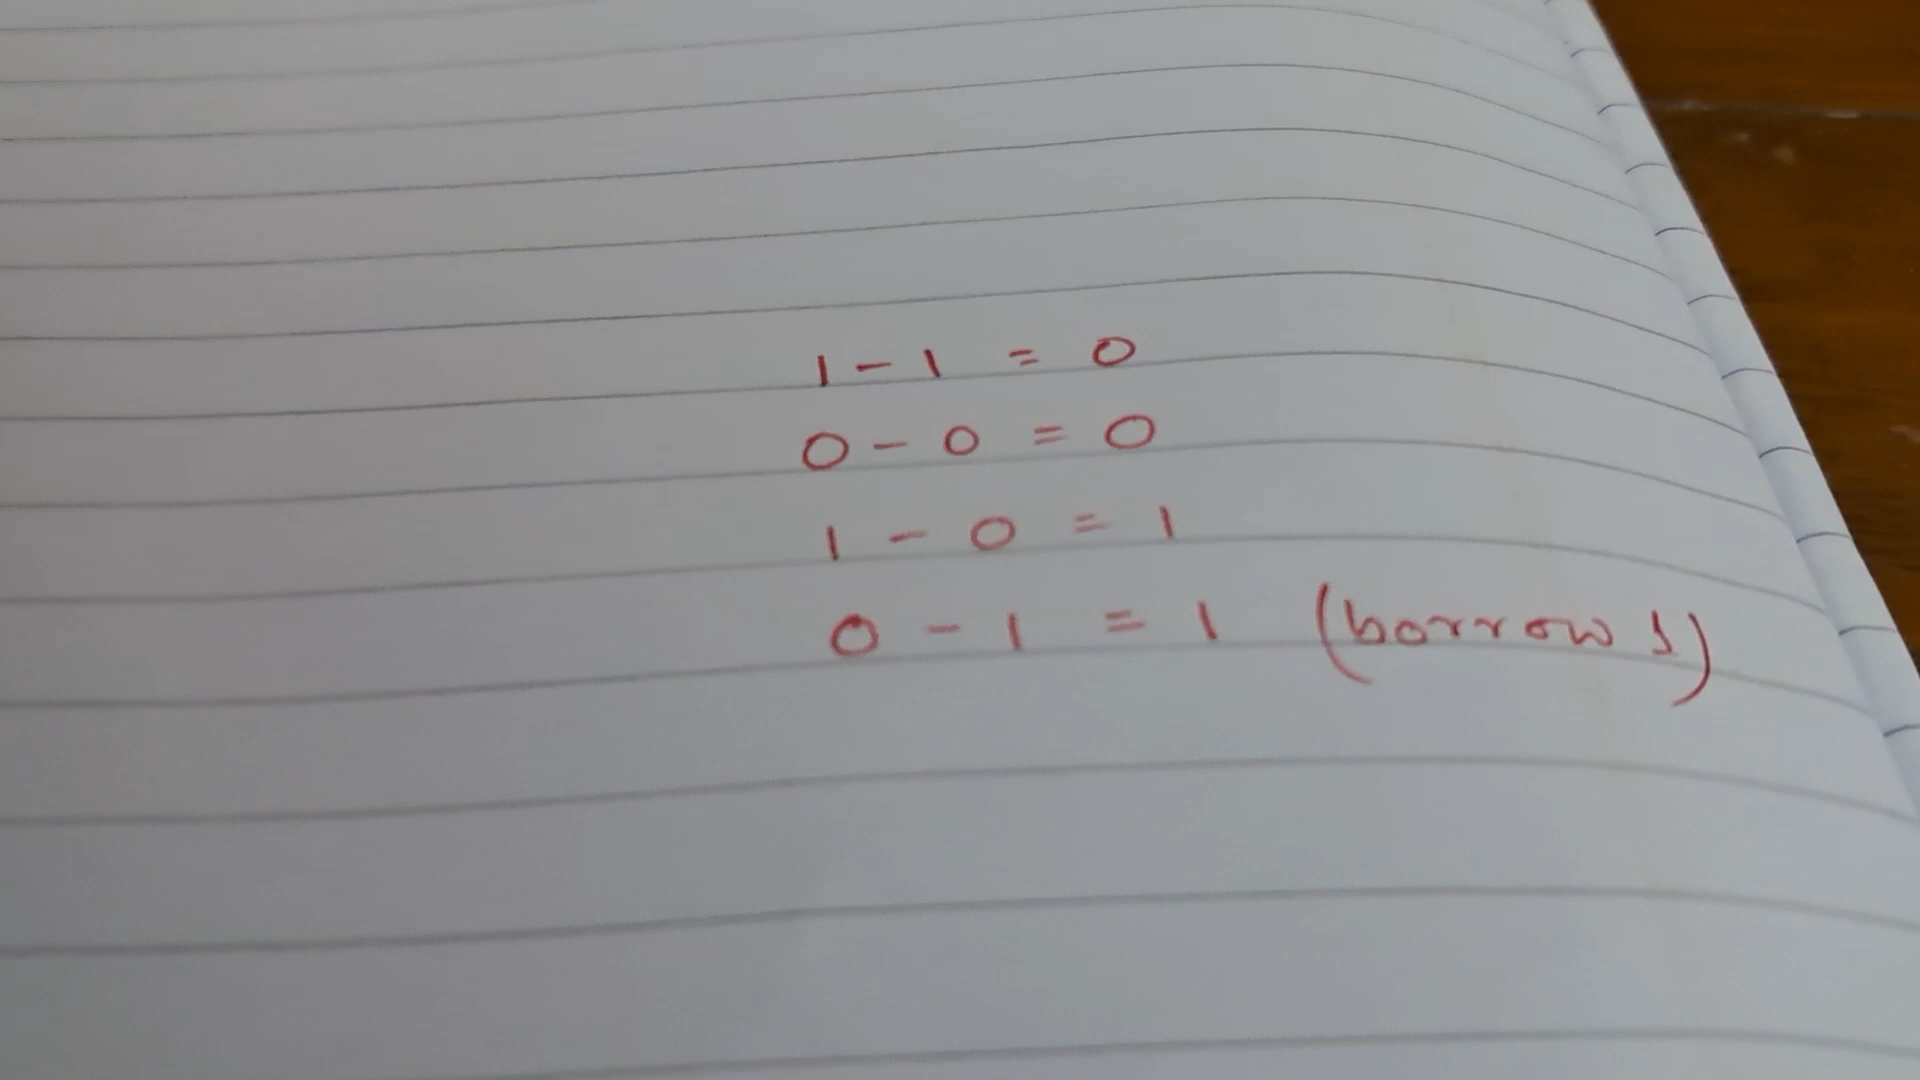 1 - 1 = 0
0 - 0 = 0
1 - 0 = 1
0 - 1 = 1 (borrow 1)